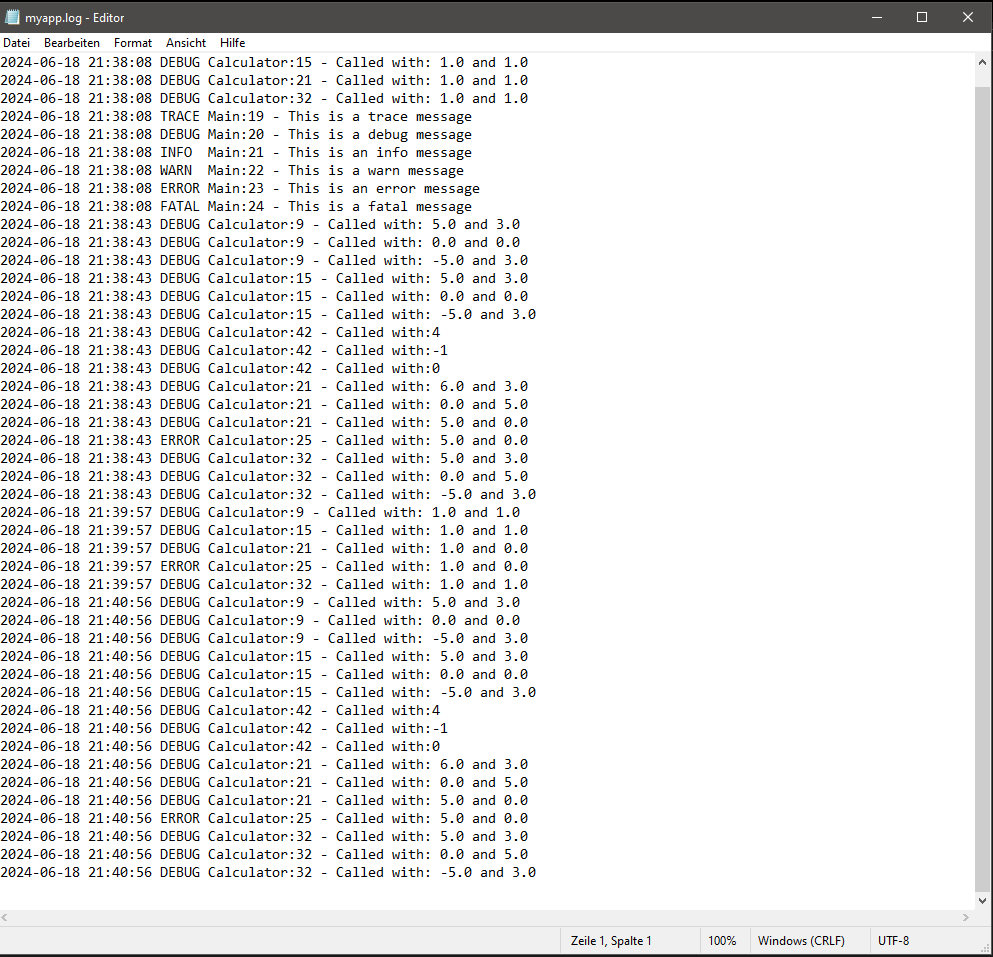 myapp.log - Editor
Datei Bearbeiten Format Ansicht Hilfe
2024-06-18 21:38:08 DEBUG Calculator:15 - Called with: 1.0 and 1.0
2024-06-18 21:38:08 DEBUG Calculator:21 - Called with: 1.0 and 1.0
2024-06-18 21:38:08 DEBUG Calculator:32 - Called with: 1.0 and 1.0
2024-06-18 21:38:08 TRACE Main:19 - This is a trace message
2024-06-18 21:38:08 DEBUG Main:20 - This is a debug message
2024-06-18 21:38:08 INFO  Main:21 - This is an info message
2024-06-18 21:38:08 WARN  Main:22 - This is a warn message
2024-06-18 21:38:08 ERROR Main:23 - This is an error message
2024-06-18 21:38:08 FATAL Main:24 - This is a fatal message
2024-06-18 21:38:43 DEBUG Calculator:9 - Called with: 5.0 and 3.0
2024-06-18 21:38:43 DEBUG Calculator:9 - Called with: 0.0 and 0.0
2024-06-18 21:38:43 DEBUG Calculator:9 - Called with: -5.0 and 3.0
2024-06-18 21:38:43 DEBUG Calculator:15 - Called with: 5.0 and 3.0
2024-06-18 21:38:43 DEBUG Calculator:15 - Called with: 0.0 and 0.0
2024-06-18 21:38:43 DEBUG Calculator:15 - Called with: -5.0 and 3.0
2024-06-18 21:38:43 DEBUG Calculator:42 - Called with:4
2024-06-18 21:38:43 DEBUG Calculator:42 - Called with:-1
2024-06-18 21:38:43 DEBUG Calculator:42 - Called with:0
2024-06-18 21:38:43 DEBUG Calculator:21 - Called with: 6.0 and 3.0
2024-06-18 21:38:43 DEBUG Calculator:21 - Called with: 0.0 and 5.0
2024-06-18 21:38:43 DEBUG Calculator:21 - Called with: 5.0 and 0.0
2024-06-18 21:38:43 ERROR Calculator:25 - Called with: 5.0 and 0.0
2024-06-18 21:38:43 DEBUG Calculator:32 - Called with: 5.0 and 3.0
2024-06-18 21:38:43 DEBUG Calculator:32 - Called with: 0.0 and 5.0
2024-06-18 21:38:43 DEBUG Calculator:32 - Called with: -5.0 and 3.0
2024-06-18 21:39:57 DEBUG Calculator:9 - Called with: 1.0 and 1.0
2024-06-18 21:39:57 DEBUG Calculator:15 - Called with: 1.0 and 1.0
2024-06-18 21:39:57 DEBUG Calculator:21 - Called with: 1.0 and 0.0
2024-06-18 21:39:57 ERROR Calculator:25 - Called with: 1.0 and 0.0
2024-06-18 21:39:57 DEBUG Calculator:32 - Called with: 1.0 and 1.0
2024-06-18 21:40:56 DEBUG Calculator:9 - Called with: 5.0 and 3.0
2024-06-18 21:40:56 DEBUG Calculator:9 - Called with: 0.0 and 0.0
2024-06-18 21:40:56 DEBUG Calculator:9 - Called with: -5.0 and 3.0
2024-06-18 21:40:56 DEBUG Calculator:15 - Called with: 5.0 and 3.0
2024-06-18 21:40:56 DEBUG Calculator:15 - Called with: 0.0 and 0.0
2024-06-18 21:40:56 DEBUG Calculator:15 - Called with: -5.0 and 3.0
2024-06-18 21:40:56 DEBUG Calculator:42 - Called with:4
2024-06-18 21:40:56 DEBUG Calculator:42 - Called with:-1
2024-06-18 21:40:56 DEBUG Calculator:42 - Called with:0
2024-06-18 21:40:56 DEBUG Calculator:21 - Called with: 6.0 and 3.0
2024-06-18 21:40:56 DEBUG Calculator:21 - Called with: 0.0 and 5.0
2024-06-18 21:40:56 DEBUG Calculator:21 - Called with: 5.0 and 0.0
2024-06-18 21:40:56 ERROR Calculator:25 - Called with: 5.0 and 0.0
2024-06-18 21:40:56 DEBUG Calculator:32 - Called with: 5.0 and 3.0
2024-06-18 21:40:56 DEBUG Calculator:32 - Called with: 0.0 and 5.0
2024-06-18 21:40:56 DEBUG Calculator:32 - Called with: -5.0 and 3.0
Zeile 1, Spalte 1 100% Windows (CRLF) UTF-8